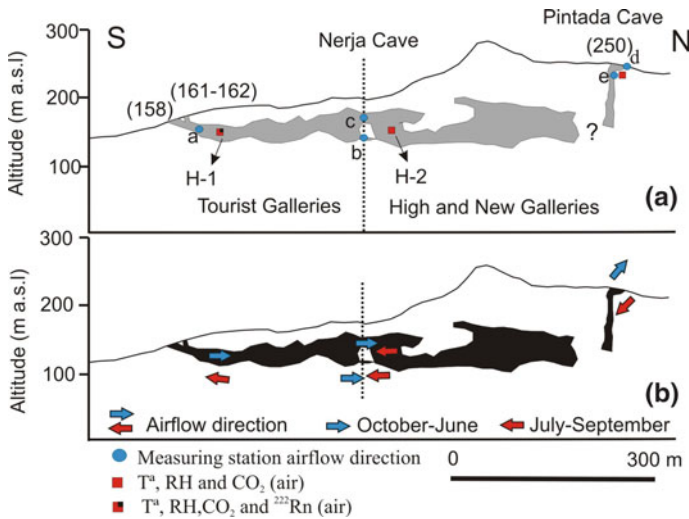 Pintada Cave
S
Nerja Cave
(250)
N
d
e
(161-162)
(158)
a
c
b
?
H-1
H-2
Tourist Galleries
High and New Galleries
(a)
Altitude (m a.s.l)
300
200
100
(b)
Altitude (m a.s.l)
300
200
100
Airflow direction
October-June
July-September
Measuring station airflow direction
Tª, RH and CO₂ (air)
Tª, RH,CO₂ and ²²²Rn (air)
0
300 m